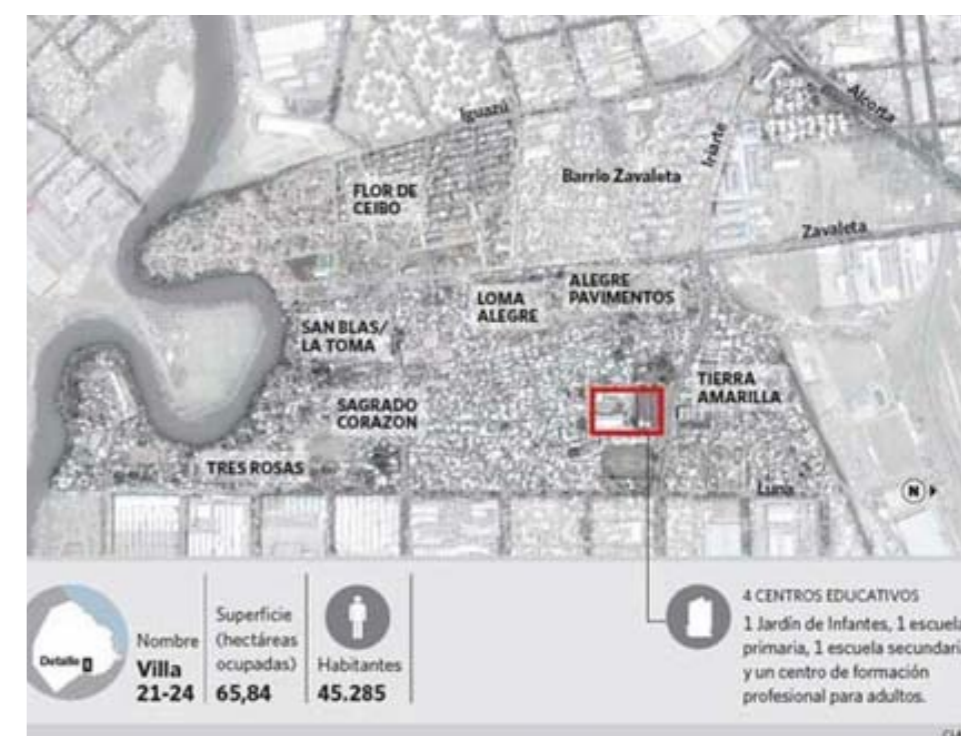 Iguazú
Alcorta
Iriarte
Barrio Zavaleta
FLOR DE
CEIBO
Zavaleta
ALEGRE
PAVIMENTOS
LOMA
ALEGRE
SAN BLAS/
LA TOMA
TIERRA
AMARILLA
SAGRADO
CORAZON
TRES ROSAS
Luna
N
Detalle
Nombre
Villa
21-24
Superficie
(hectáreas
ocupadas)
65,84
Habitantes
45.285
4 CENTROS EDUCATIVOS
1 Jardín de Infantes, 1 escuela
primaria, 1 escuela secundari
y un centro de formación
profesional para adultos.